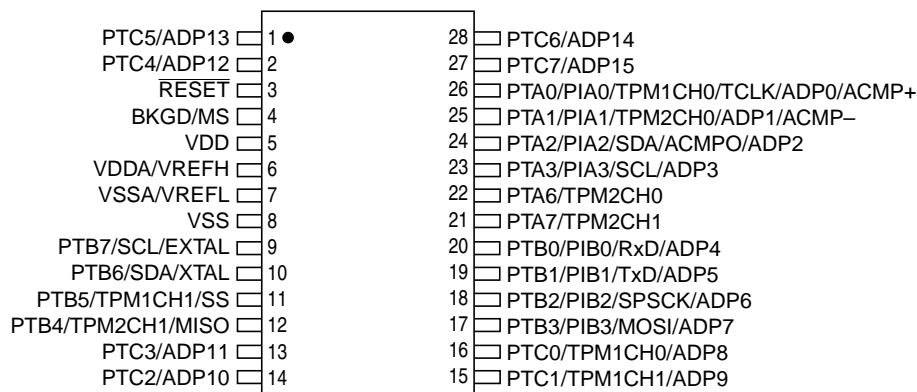 PTC5/ADP13 1 28 PTC6/ADP14
PTC4/ADP12 2 27 PTC7/ADP15
RESET 3 26 PTA0/PIA0/TPM1CH0/TCLK/ADP0/ACMP+
BKGD/MS 4 25 PTA1/PIA1/TPM2CH0/ADP1/ACMP–
VDD 5 24 PTA2/PIA2/SDA/ACMPO/ADP2
VDDA/VREFH 6 23 PTA3/PIA3/SCL/ADP3
VSSA/VREFL 7 22 PTA6/TPM2CH0
VSS 8 21 PTA7/TPM2CH1
PTB7/SCL/EXTAL 9 20 PTB0/PIB0/RxD/ADP4
PTB6/SDA/XTAL 10 19 PTB1/PIB1/TxD/ADP5
PTB5/TPM1CH1/SS 11 18 PTB2/PIB2/SPSCK/ADP6
PTB4/TPM2CH1/MISO 12 17 PTB3/PIB3/MOSI/ADP7
PTC3/ADP11 13 16 PTC0/TPM1CH0/ADP8
PTC2/ADP10 14 15 PTC1/TPM1CH1/ADP9